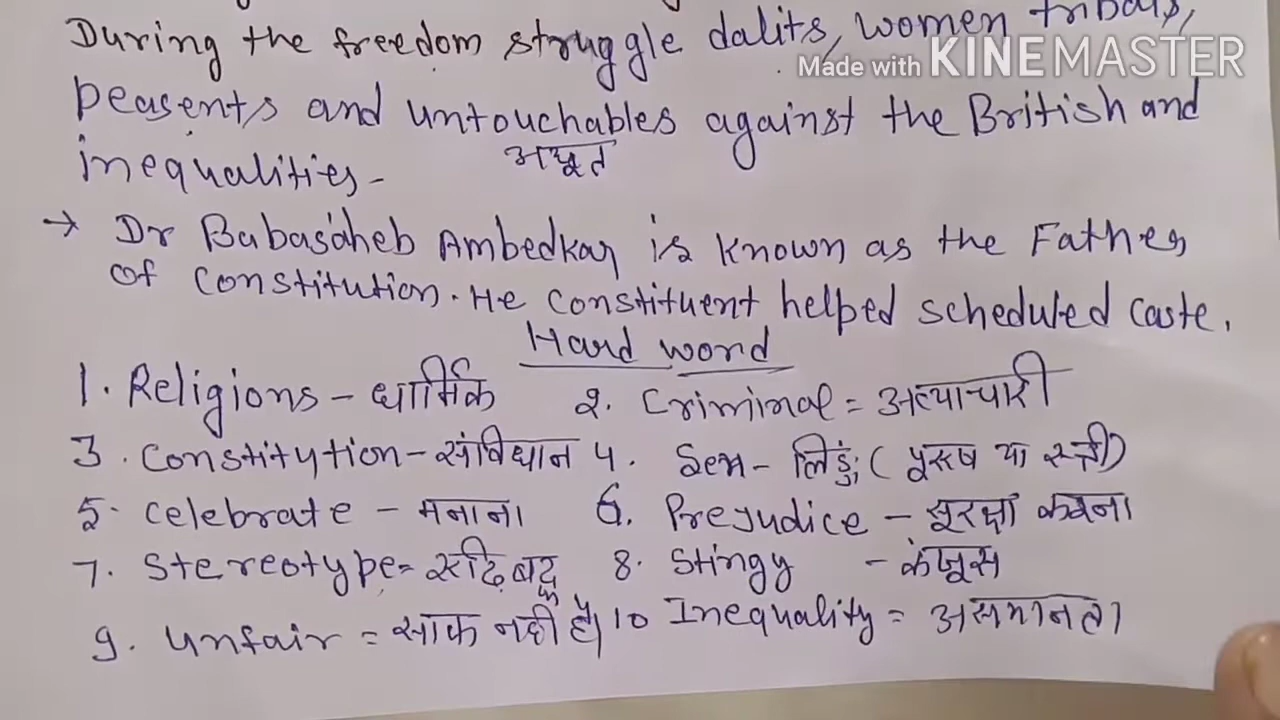 During the freedom struggle dalits, women tribals,
Made with KINEMASTER
peasents and untouchables against the British and
अछूत
inequalities-
→ Dr Babasaheb Ambedkar is known as the Father
of constitution. He constituent helped scheduled caste.
Hard word
1. Religions - धार्मिक 2. Criminal = अत्याचारी
3. Constitytion - संविधान 4. Sex - लिङ्ग (पुरूष या स्त्री)
5. Celebrate - मनाना 6. Prejudice - सुरक्षा करना
7. Stereotype = रूढ़िबद्ध 8. Stingy - कंजूस
9. Unfair = साफ नहीं है। 10 Inequality = असमानता